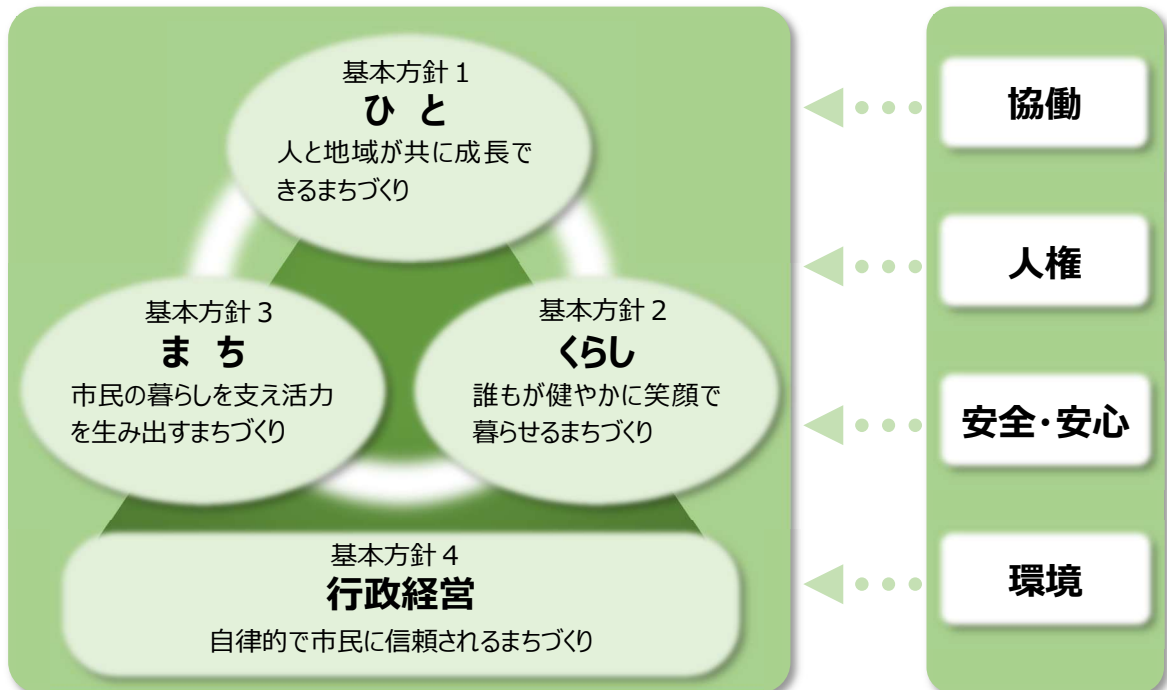 基本方針1
ひ と
人と地域が共に成長で
きるまちづくり
基本方針3
ま ち
市民の暮らしを支え活力
を生み出すまちづくり
基本方針2
くらし
誰もが健やかに笑顔で
暮らせるまちづくり
基本方針4
行政経営
自律的で市民に信頼されるまちづくり
協働
人権
安全・安心
環境